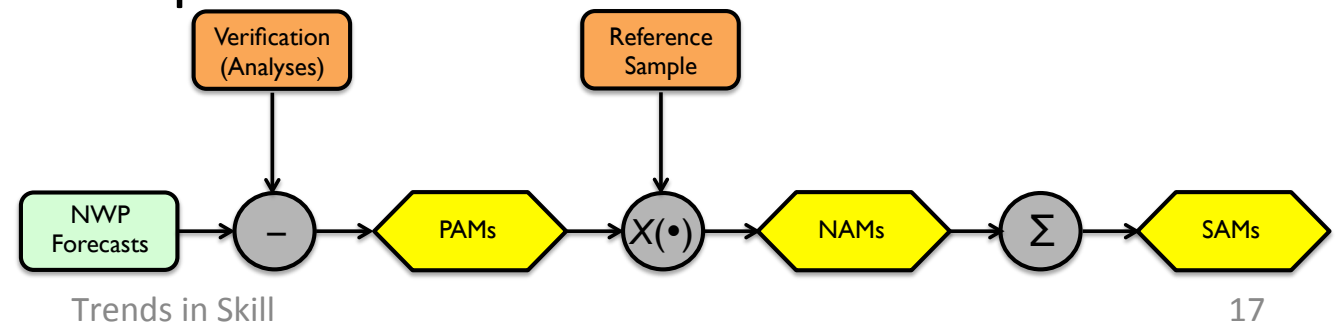 Verification
(Analyses)
Reference
Sample
NWP
Forecasts
–
PAMs
X(•)
NAMs
Σ
SAMs
Trends in Skill
17